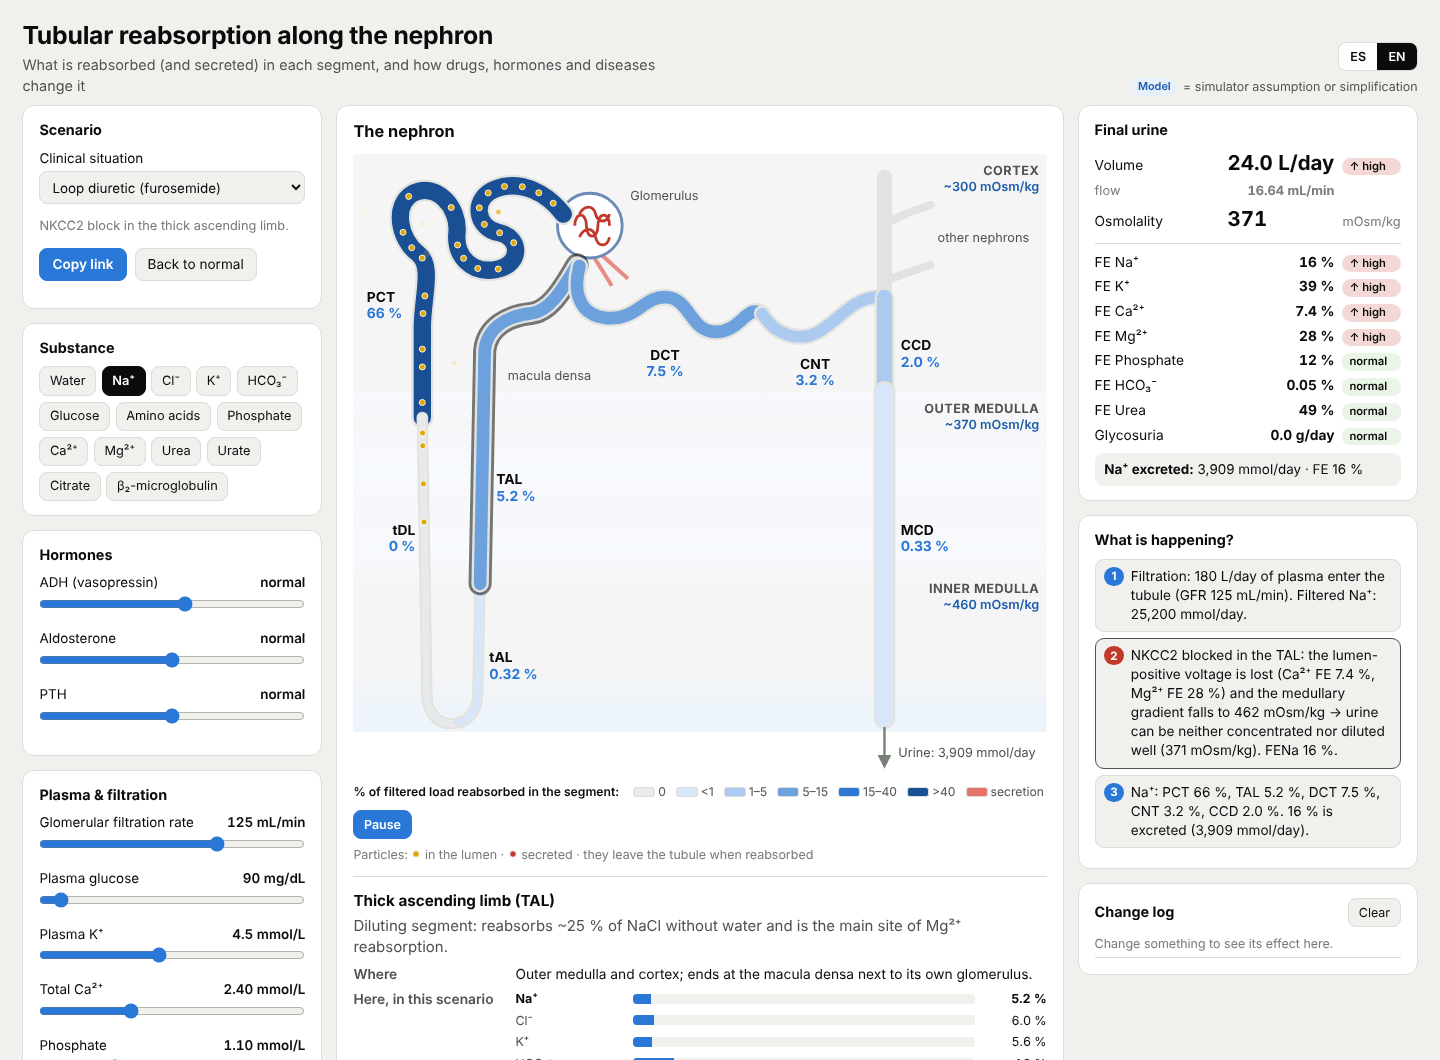 Tubular reabsorption along the nephron
What is reabsorbed (and secreted) in each segment, and how drugs, hormones and diseases
change it
ES EN
Model = simulator assumption or simplification
Scenario
Clinical situation
Loop diuretic (furosemide)
NKCC2 block in the thick ascending limb.
Copy link Back to normal
Substance
Water Na⁺ Cl⁻ K⁺ HCO₃⁻
Glucose Amino acids Phosphate
Ca²⁺ Mg²⁺ Urea Urate
Citrate β₂-microglobulin
Hormones
ADH (vasopressin) normal
Aldosterone normal
PTH normal
Plasma & filtration
Glomerular filtration rate 125 mL/min
Plasma glucose 90 mg/dL
Plasma K⁺ 4.5 mmol/L
Total Ca²⁺ 2.40 mmol/L
Phosphate 1.10 mmol/L
The nephron
CORTEX
~300 mOsm/kg
Glomerulus
other nephrons
PCT
66 %
DCT
7.5 %
CNT
3.2 %
CCD
2.0 %
macula densa
OUTER MEDULLA
~370 mOsm/kg
TAL
5.2 %
tDL
0 %
MCD
0.33 %
INNER MEDULLA
~460 mOsm/kg
tAL
0.32 %
Urine: 3,909 mmol/day
% of filtered load reabsorbed in the segment: 0 <1 1–5 5–15 15–40 >40 secretion
Pause
Particles: in the lumen · secreted · they leave the tubule when reabsorbed
Thick ascending limb (TAL)
Diluting segment: reabsorbs ~25 % of NaCl without water and is the main site of Mg²⁺
reabsorption.
Where Outer medulla and cortex; ends at the macula densa next to its own glomerulus.
Here, in this scenario Na⁺ 5.2 %
Cl⁻ 6.0 %
K⁺ 5.6 %
Final urine
Volume 24.0 L/day ↑ high
flow 16.64 mL/min
Osmolality 371 mOsm/kg
FE Na⁺ 16 % ↑ high
FE K⁺ 39 % ↑ high
FE Ca²⁺ 7.4 % ↑ high
FE Mg²⁺ 28 % ↑ high
FE Phosphate 12 % normal
FE HCO₃⁻ 0.05 % normal
FE Urea 49 % normal
Glycosuria 0.0 g/day normal
Na⁺ excreted: 3,909 mmol/day · FE 16 %
What is happening?
1 Filtration: 180 L/day of plasma enter the
tubule (GFR 125 mL/min). Filtered Na⁺:
25,200 mmol/day.
2 NKCC2 blocked in the TAL: the lumen-
positive voltage is lost (Ca²⁺ FE 7.4 %,
Mg²⁺ FE 28 %) and the medullary
gradient falls to 462 mOsm/kg → urine
can be neither concentrated nor diluted
well (371 mOsm/kg). FENa 16 %.
3 Na⁺: PCT 66 %, TAL 5.2 %, DCT 7.5 %,
CNT 3.2 %, CCD 2.0 %. 16 % is
excreted (3,909 mmol/day).
Change log Clear
Change something to see its effect here.